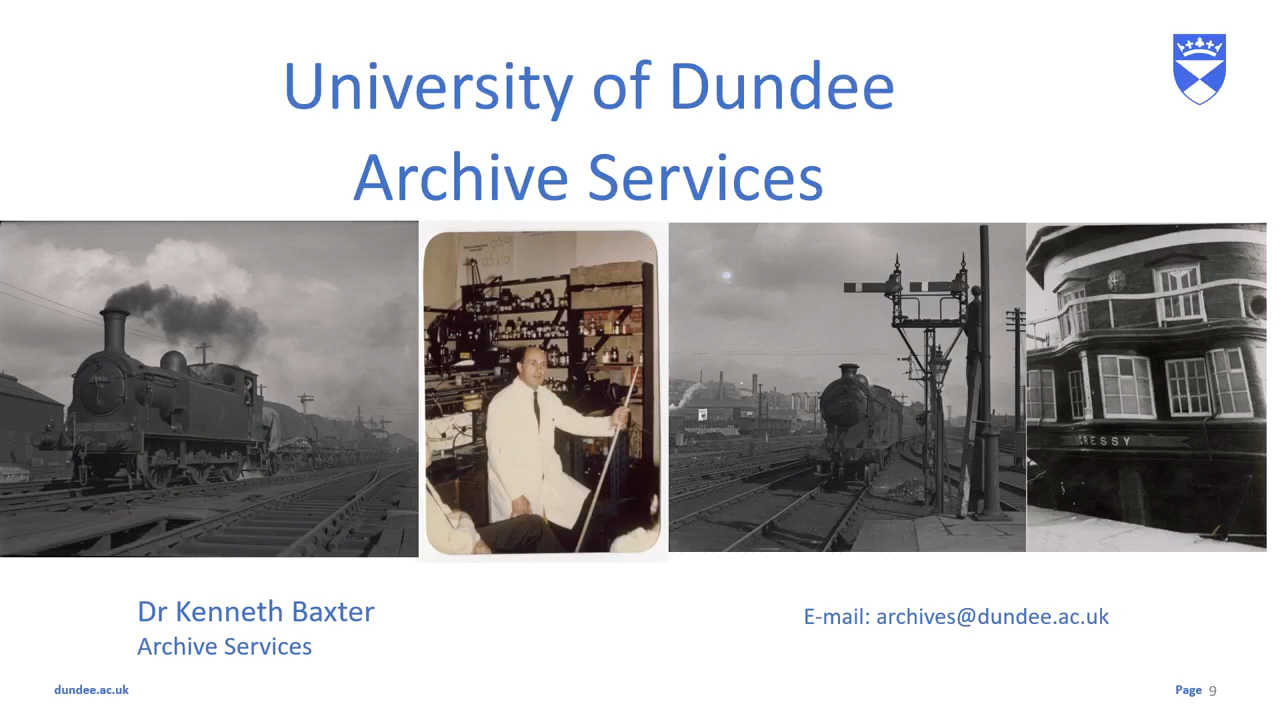 University of Dundee
Archive Services
CRESSY
Dr Kenneth Baxter
Archive Services
E-mail: archives@dundee.ac.uk
dundee.ac.uk
Page 9